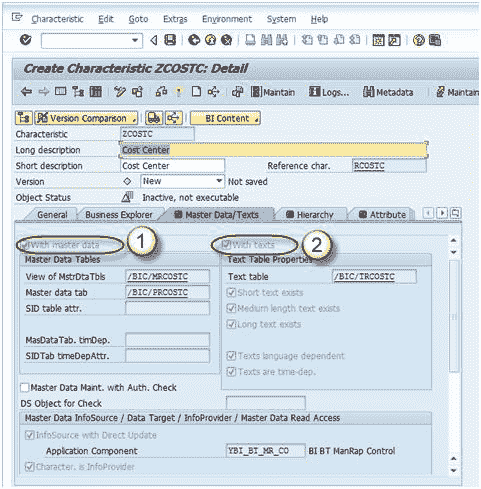 Characteristic Edit Goto Extras Environment System Help
Create Characteristic ZCOSTC: Detail
Maintain Logs... Metadata Maintain
Version Comparison BI Content
Characteristic ZCOSTC
Long description Cost Center
Short description Cost Center Reference char. RCOSTC
Version New Not saved
Object Status Inactive, not executable
General Business Explorer Master Data/Texts Hierarchy Attribute
With master data 1 With texts 2
Master Data Tables Text Table Properties
View of MstrDtaTbls /BIC/MRCOSTC Text table /BIC/TRCOSTC
Master data tab /BIC/PRCOSTC Short text exists
SID table attr. Medium length text exists
Long text exists
MasDataTab. timDep.
SIDTab timeDepAttr. Texts language dependent
Texts are time-dep.
Master Data Maint. with Auth. Check
DS Object for Check
Master Data InfoSource / Data Target / InfoProvider / Master Data Read Access
InfoSource with Direct Update
Application Component YBI_BT_MR_CO BI BT ManRap Control
Character. is InfoProvider